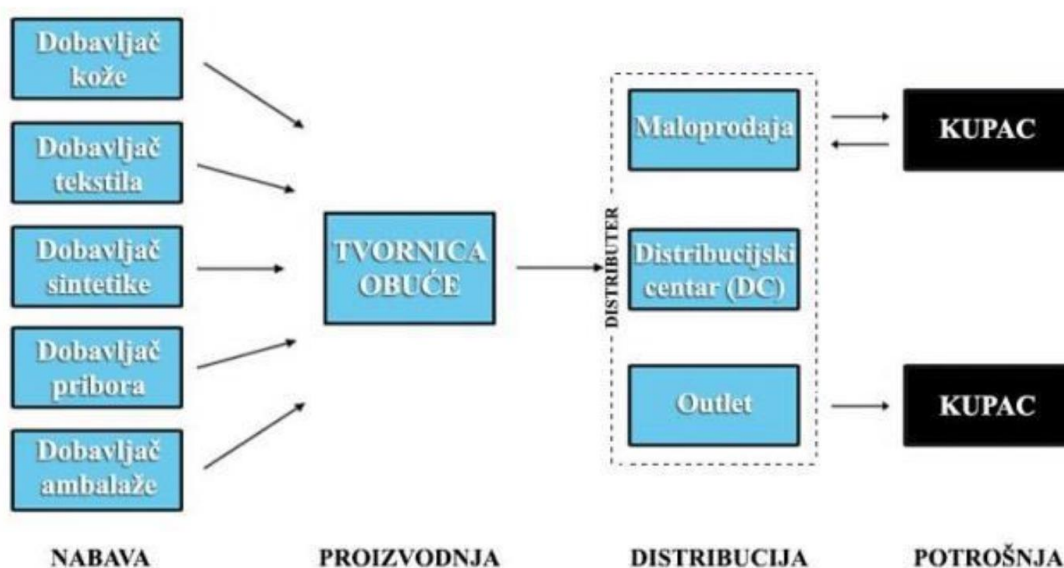 Dobavljač
kože
Dobavljač
tekstila
Dobavljač
sintetike
Dobavljač
pribora
Dobavljač
ambalaže
TVORNICA
OBUĆE
DISTRIBUTER
Maloprodaja
Distribucijski
centar (DC)
Outlet
KUPAC
KUPAC
NABAVA
PROIZVODNJA
DISTRIBUCIJA
POTROŠNJA